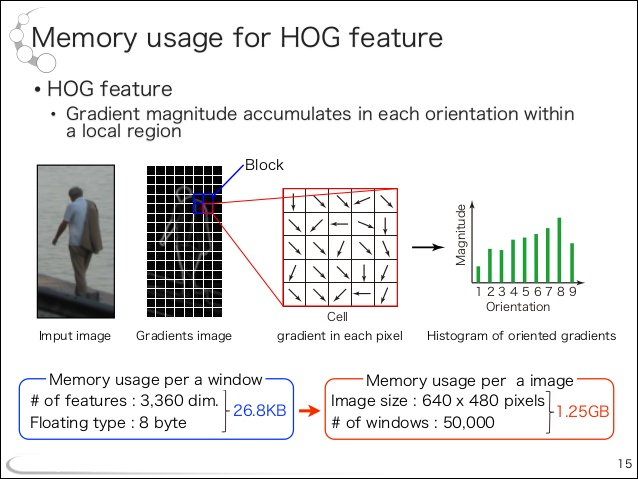 Memory usage for HOG feature
• HOG feature
• Gradient magnitude accumulates in each orientation within
a local region
Block
Magnitude
1 2 3 4 5 6 7 8 9
Orientation
Cell
Imput image
Gradients image
gradient in each pixel
Histogram of oriented gradients
Memory usage per a window
# of features : 3,360 dim.
Floating type : 8 byte
26.8KB
Memory usage per a image
Image size : 640 x 480 pixels
# of windows : 50,000
1.25GB
15